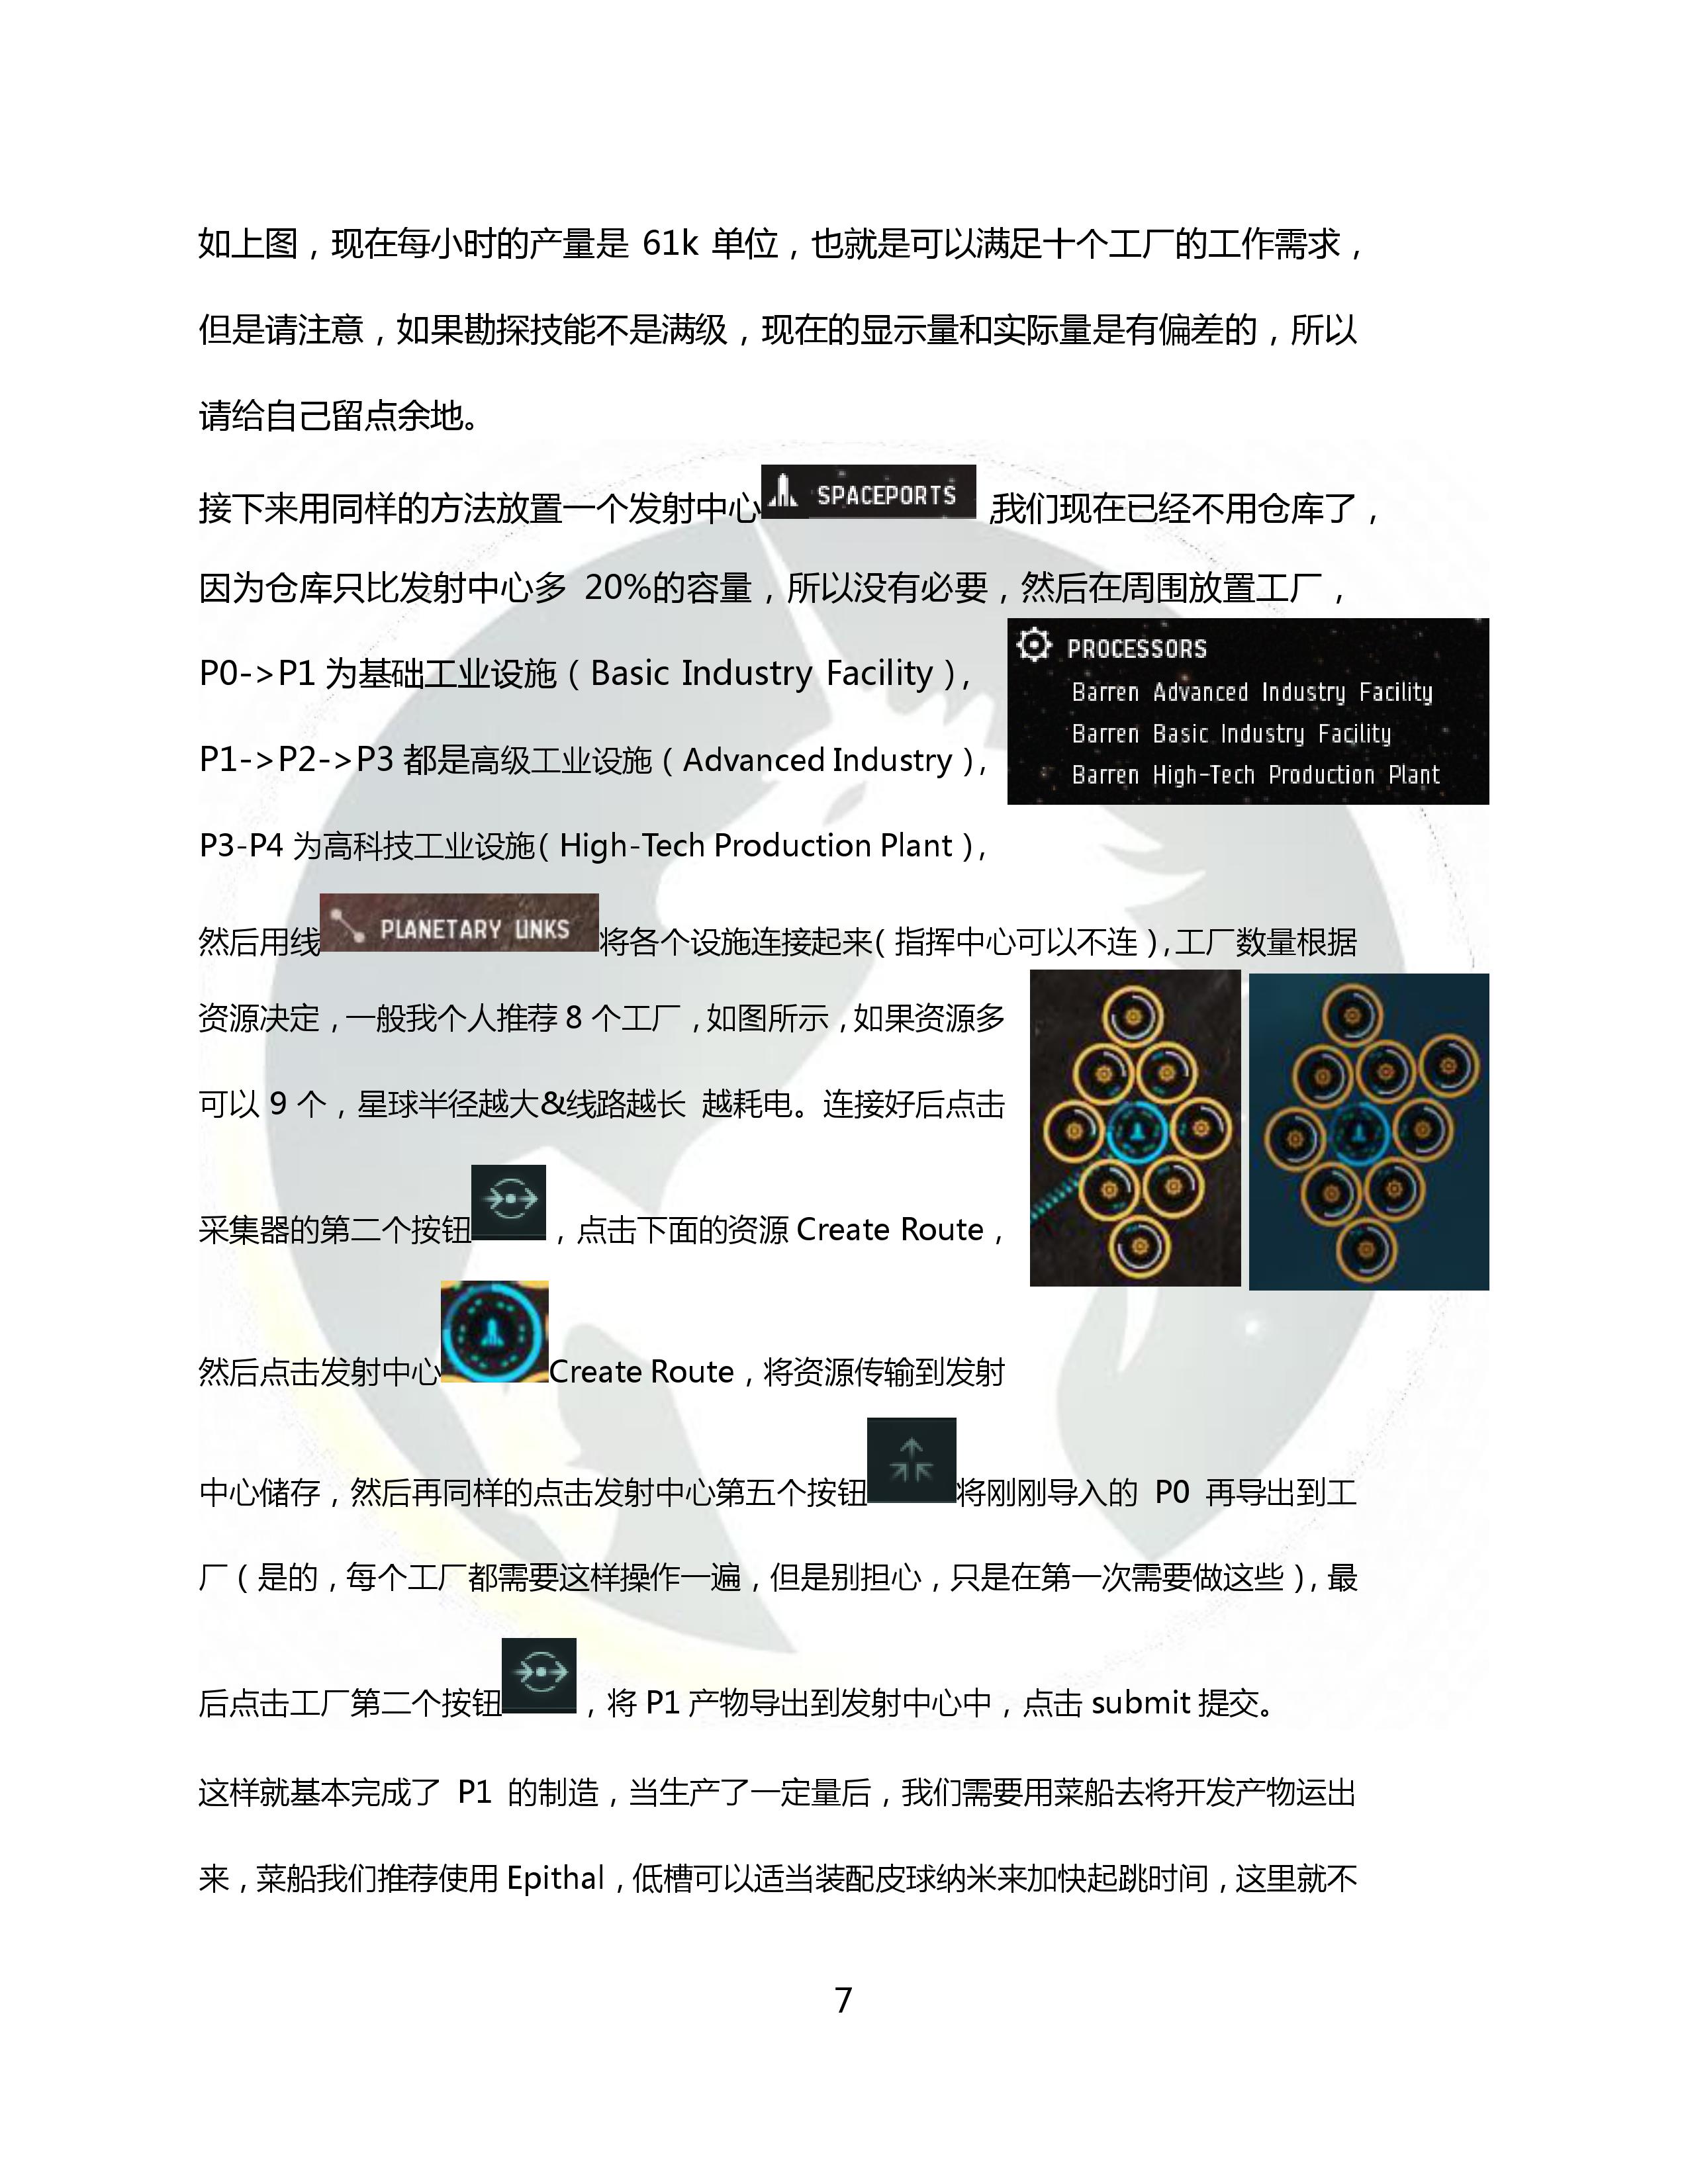 如上图，现在每小时的产量是 61k 单位，也就是可以满足十个工厂的工作需求，
但是请注意，如果勘探技能不是满级，现在的显示量和实际量是有偏差的，所以
请给自己留点余地。
接下来用同样的方法放置一个发射中心 SPACEPORTS ,我们现在已经不用仓库了，
因为仓库只比发射中心多 20%的容量，所以没有必要，然后在周围放置工厂，
P0->P1 为基础工业设施（Basic Industry Facility），
P1->P2->P3 都是高级工业设施（Advanced Industry），
P3-P4 为高科技工业设施（High-Tech Production Plant），
PROCESSORS
Barren Advanced Industry Facility
Barren Basic Industry Facility
Barren High-Tech Production Plant
然后用线 PLANETARY LINKS 将各个设施连接起来（指挥中心可以不连），工厂数量根据
资源决定，一般我个人推荐 8 个工厂，如图所示，如果资源多
可以 9 个，星球半径越大&线路越长 越耗电。连接好后点击
采集器的第二个按钮，点击下面的资源 Create Route，
然后点击发射中心 Create Route，将资源传输到发射
中心储存，然后再同样的点击发射中心第五个按钮将刚刚导入的 P0 再导出到工
厂（是的，每个工厂都需要这样操作一遍，但是别担心，只是在第一次需要做这些），最
后点击工厂第二个按钮，将 P1 产物导出到发射中心中，点击 submit 提交。
这样就基本完成了 P1 的制造，当生产了一定量后，我们需要用菜船去将开发产物运出
来，菜船我们推荐使用 Epithal，低槽可以适当装配皮球纳米来加快起跳时间，这里就不
7